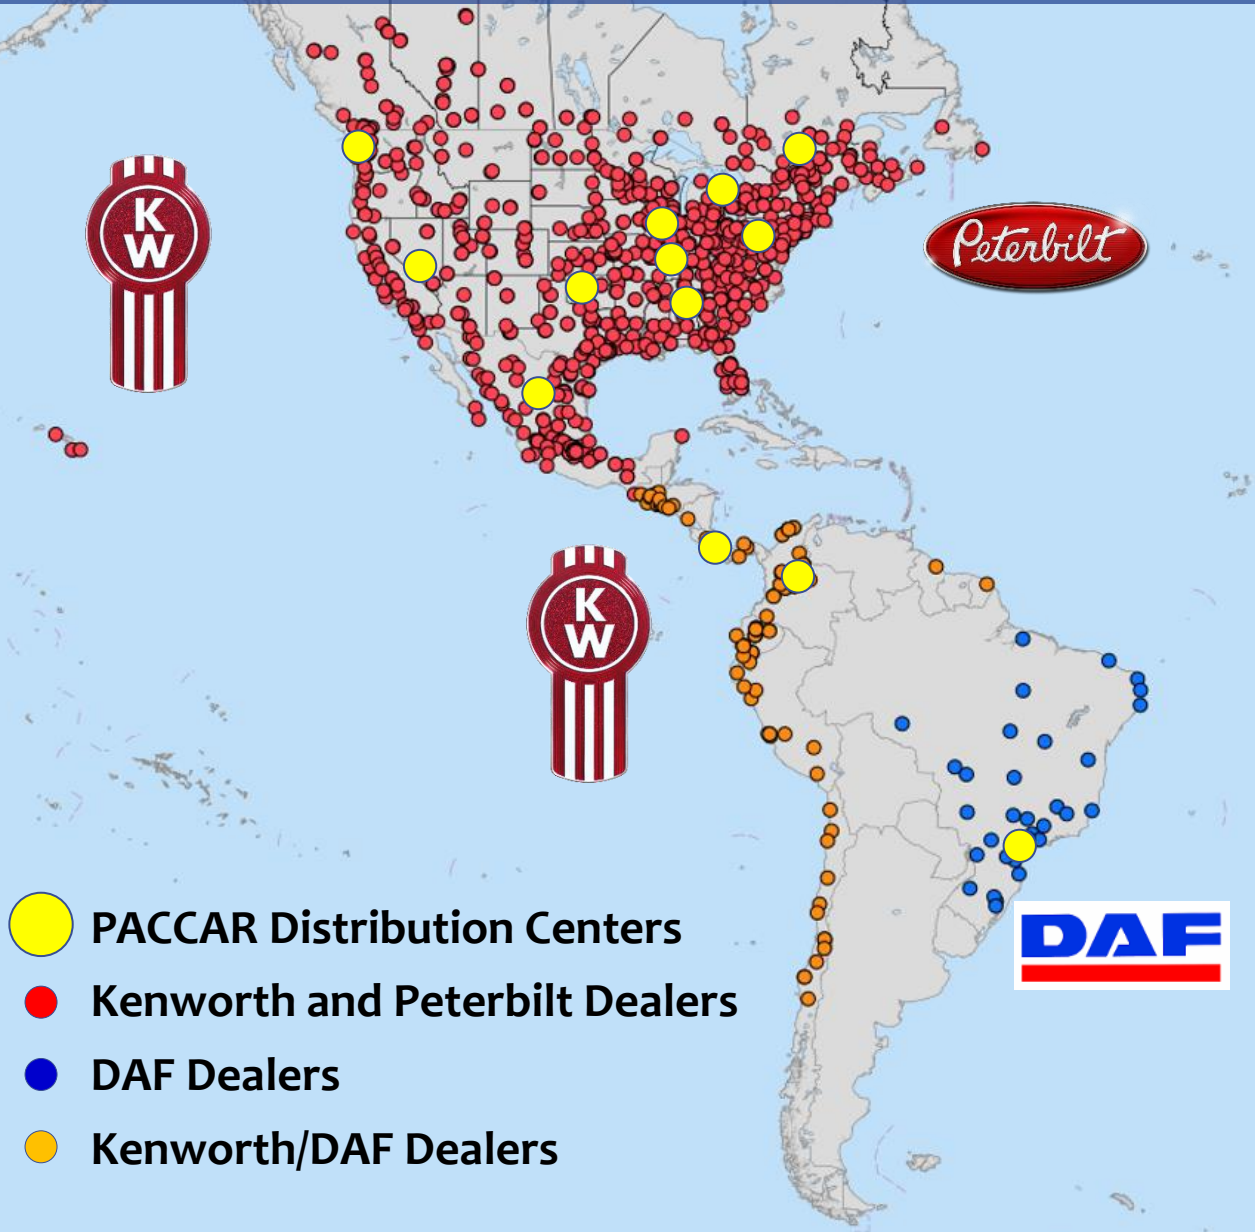 K
W
Peterbilt
K
W
DAF
PACCAR Distribution Centers
Kenworth and Peterbilt Dealers
DAF Dealers
Kenworth/DAF Dealers